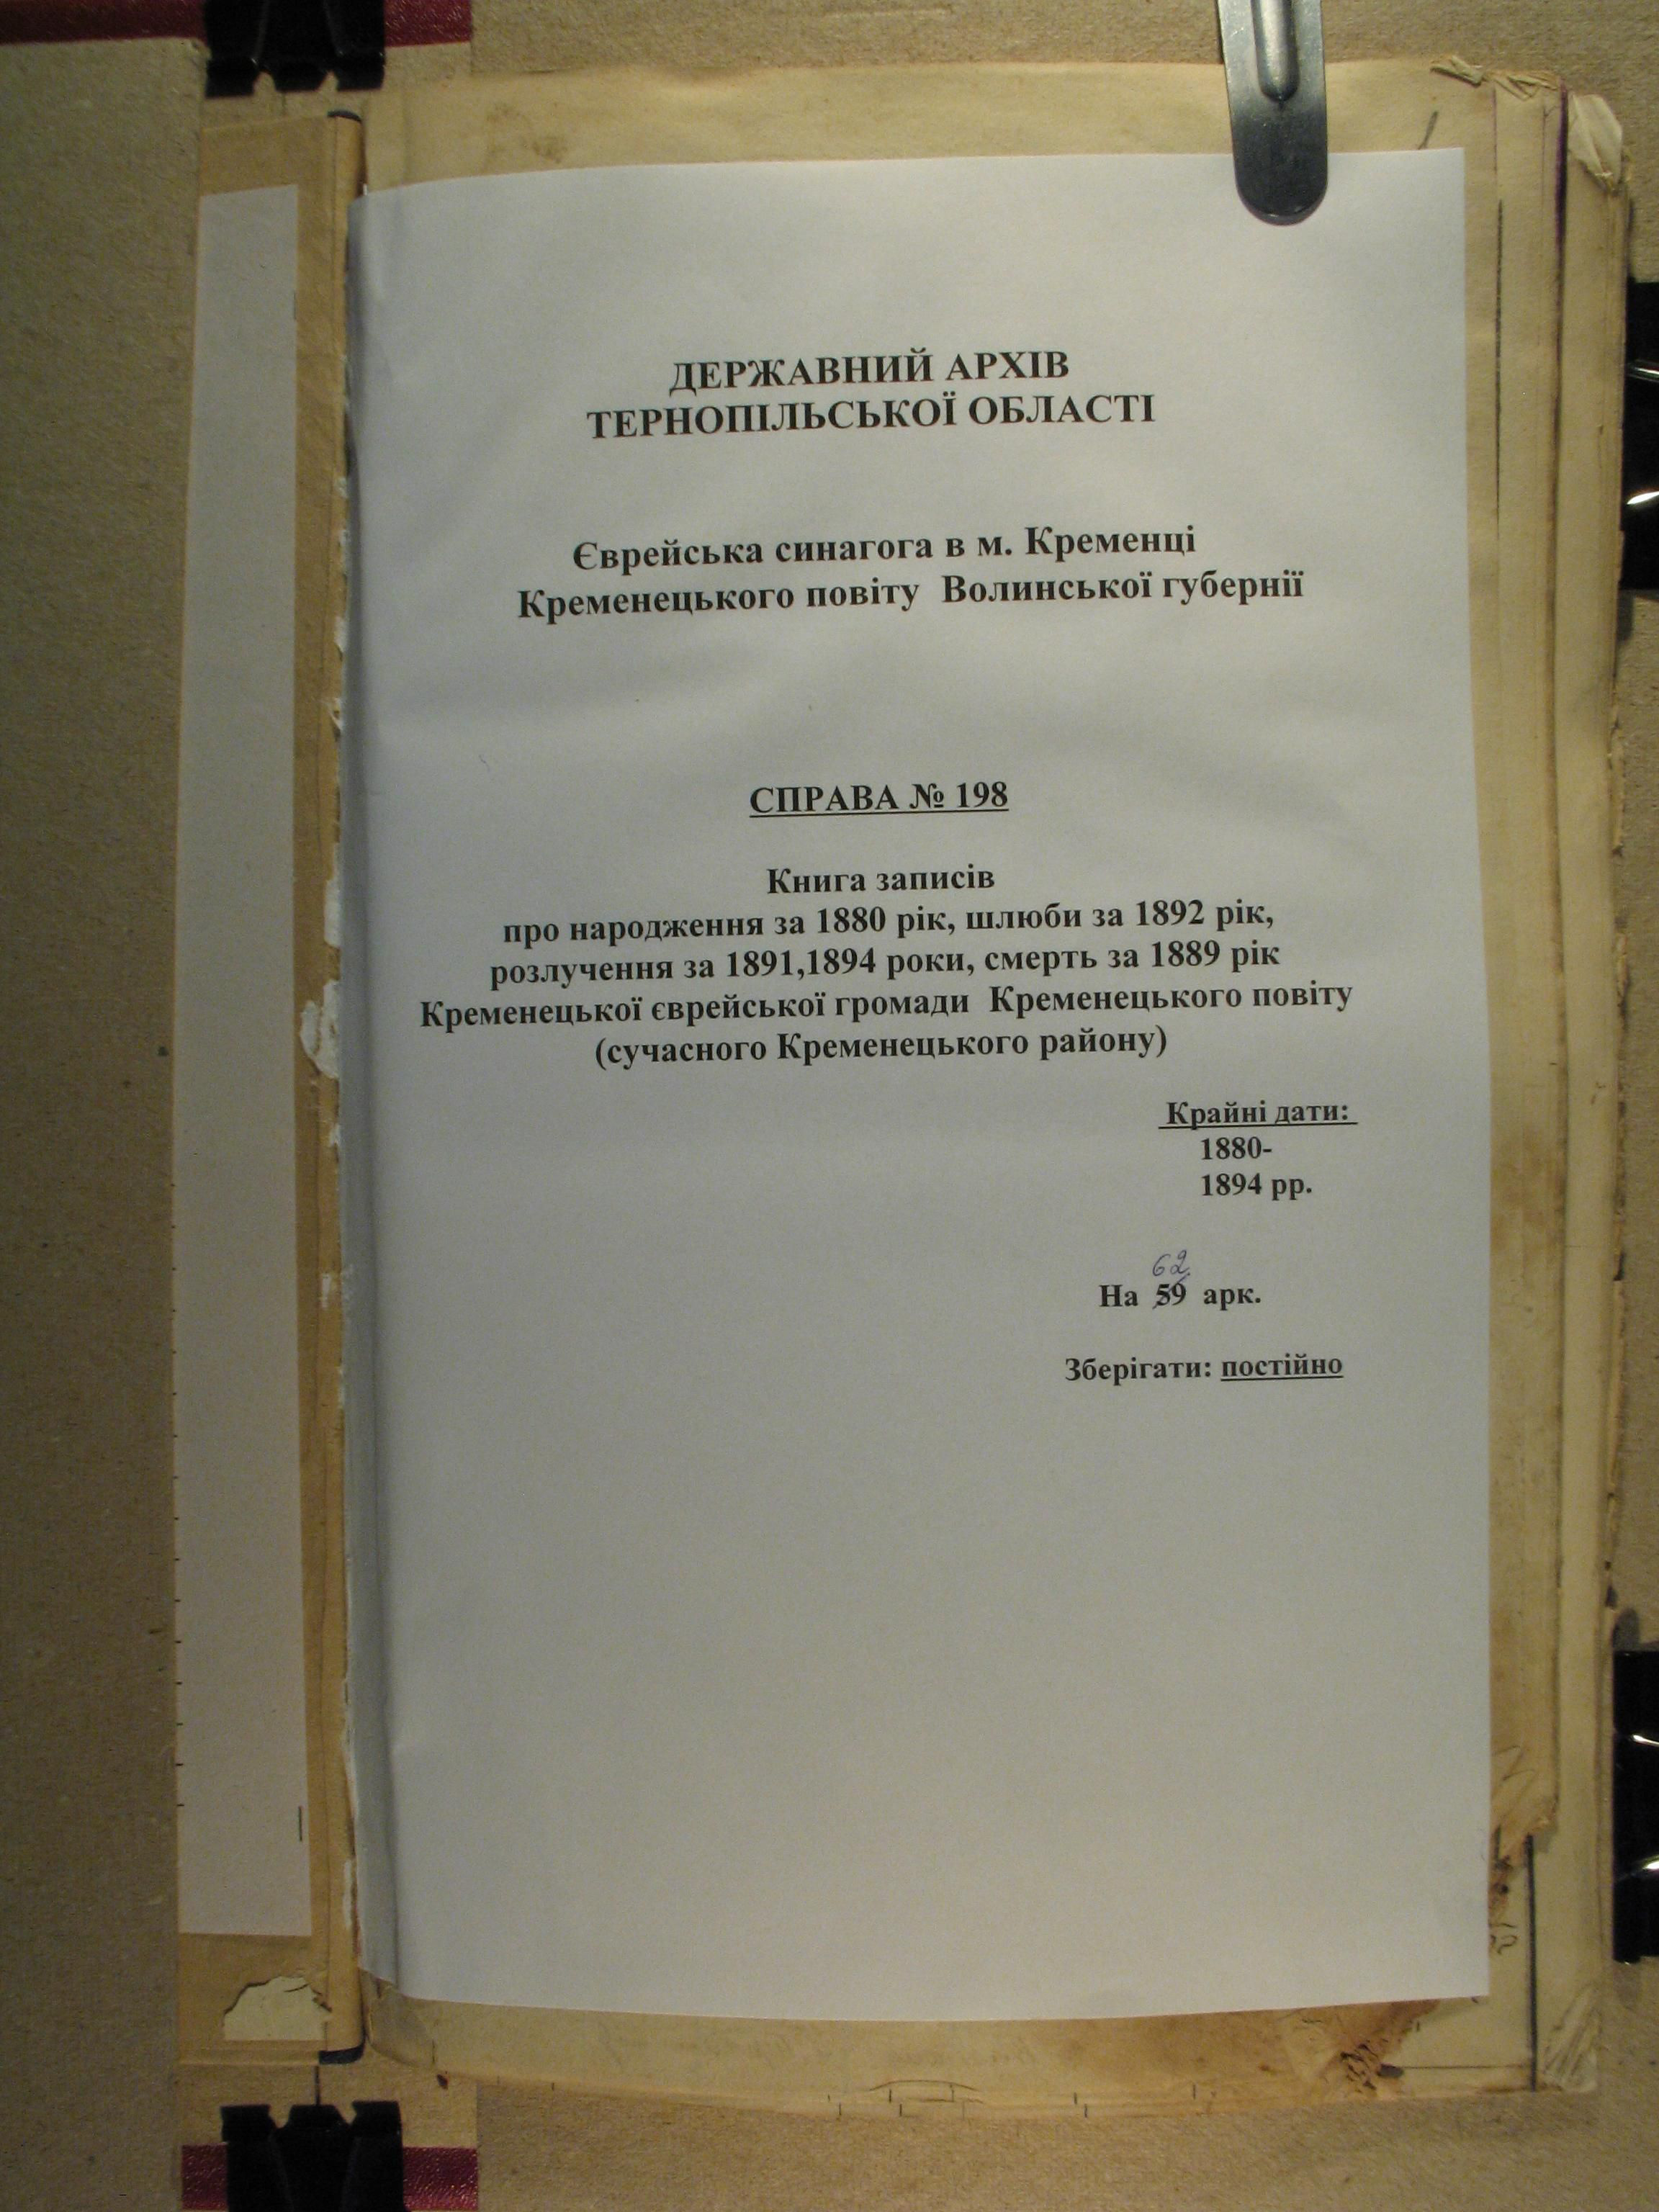 ДЕРЖАВНИЙ АРХІВ
ТЕРНОПІЛЬСЬКОЇ ОБЛАСТІ
Єврейська синагога в м. Кременці
Кременецького повіту Волинської губернії
СПРАВА № 198
Книга записів
про народження за 1880 рік, шлюби за 1892 рік,
розлучення за 1891,1894 роки, смерть за 1889 рік
Кременецької єврейської громади Кременецького повіту
(сучасного Кременецького району)
Крайні дати:
1880-
1894 рр.
62
На 59 арк.
Зберігати: постійно